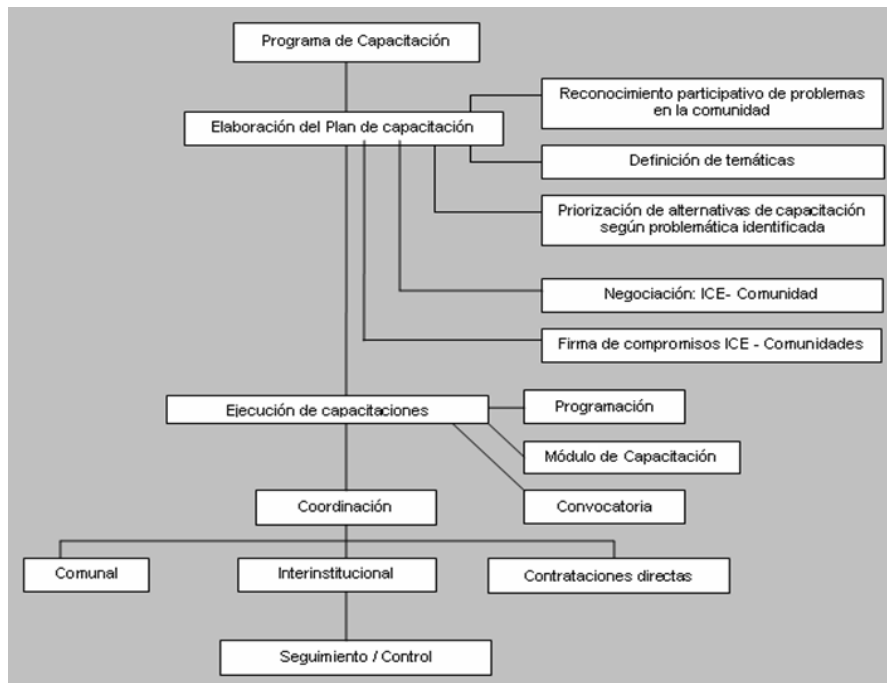 Programa de Capacitación
Elaboración del Plan de capacitación
Reconocimiento participativo de problemas
en la comunidad
Definición de temáticas
Priorización de alternativas de capacitación
según problemática identificada
Negociación: ICE- Comunidad
Firma de compromisos ICE - Comunidades
Ejecución de capacitaciones
Programación
Módulo de Capacitación
Convocatoria
Coordinación
Comunal
Interinstitucional
Contrataciones directas
Seguimiento / Control